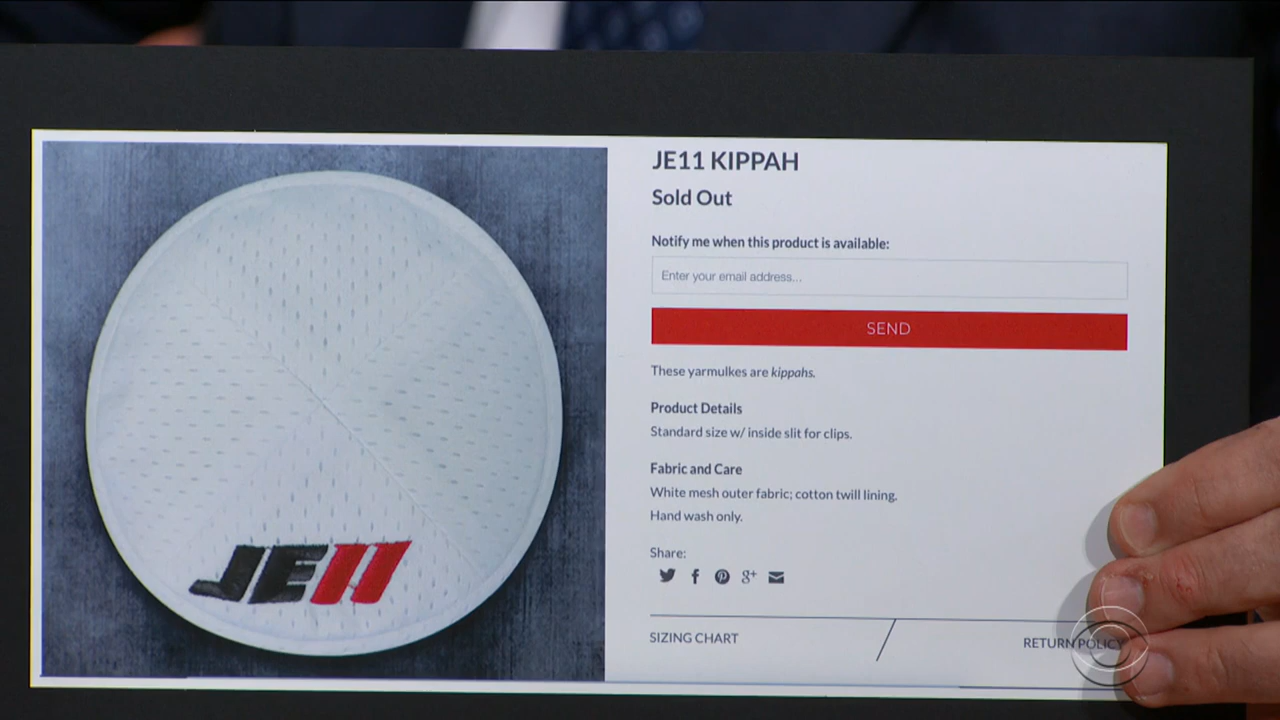 JE11
JE11 KIPPAH
Sold Out
Notify me when this product is available:
Enter your email address...
SEND
These yarmulkes are kippahs.
Product Details
Standard size w/ inside slit for clips.
Fabric and Care
White mesh outer fabric; cotton twill lining.
Hand wash only.
Share:
SIZING CHART
RETURN POLICY